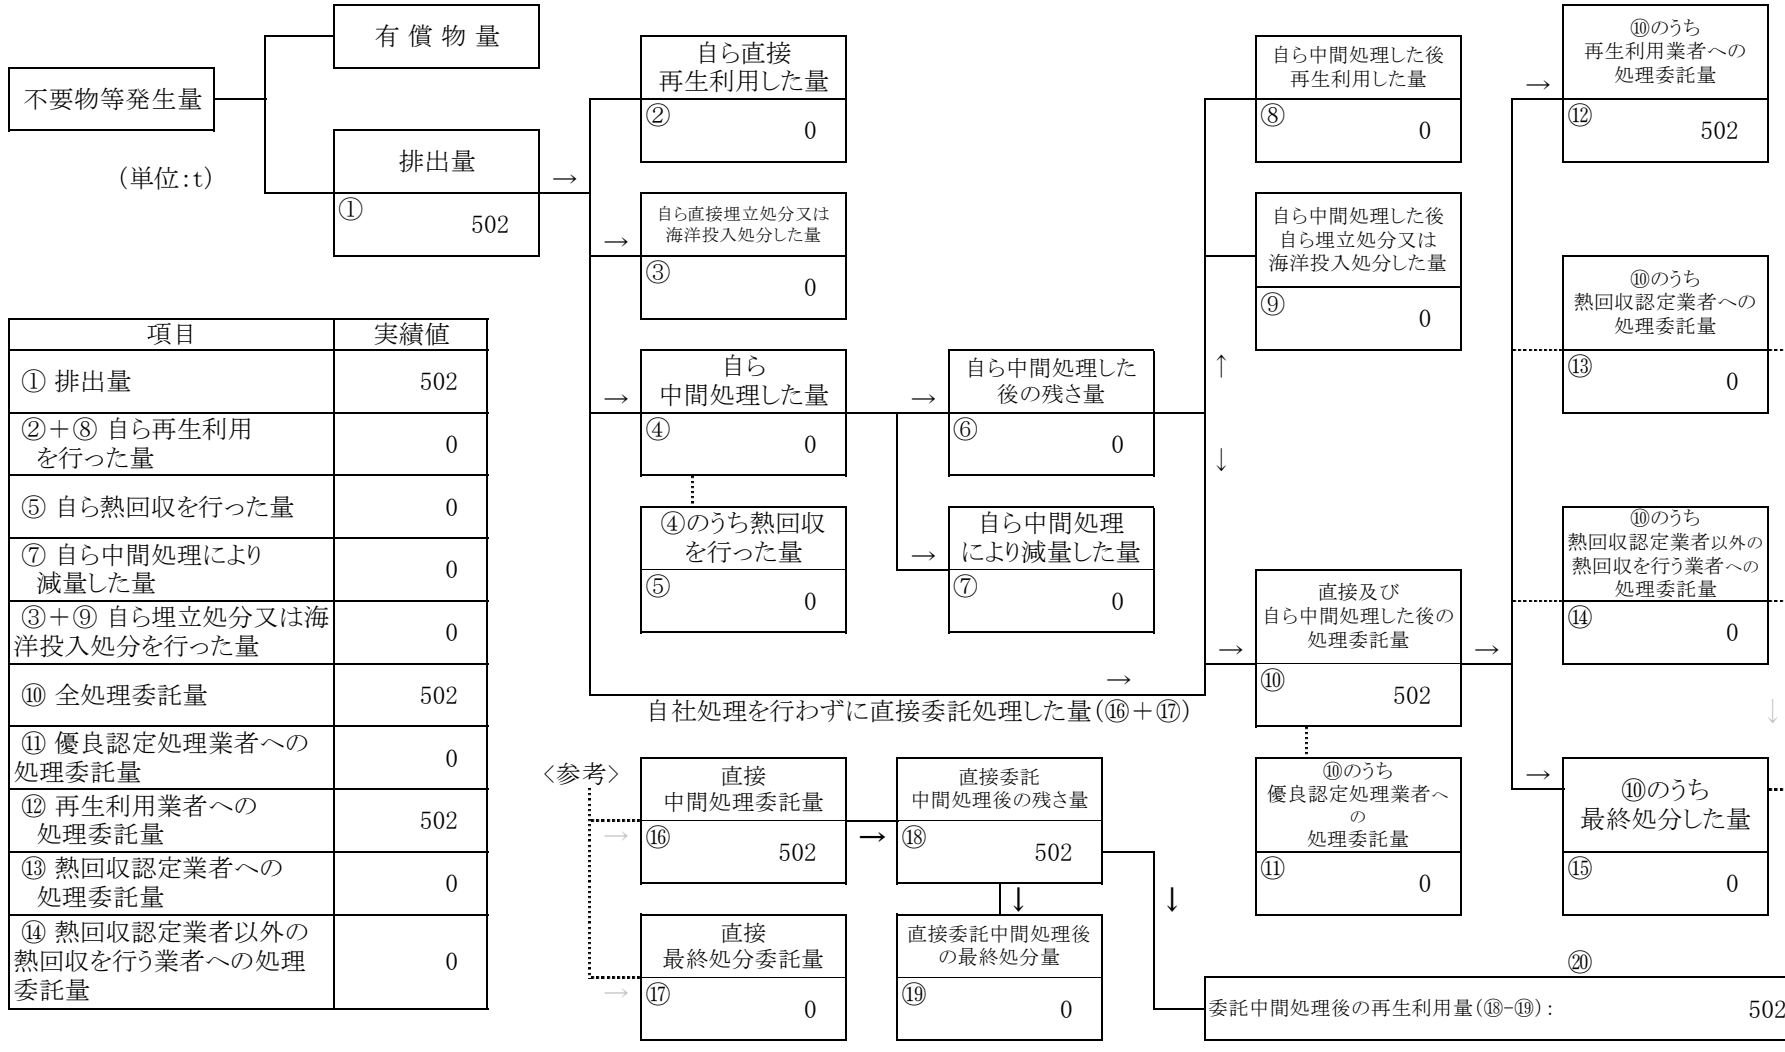 有 償 物 量
不要物等発生量
(単位:t)
排出量
→
①
502
自ら直接
再生利用した量
②
0
自ら直接埋立処分又は
海洋投入処分した量
→
③
0
自ら
中間処理した量
→
④
0
④のうち熱回収
を行った量
⑤
0
自ら中間処理した
後の残さ量
→
⑥
0
自ら中間処理
により減量した量
→
⑦
0
自ら中間処理した後
再生利用した量
⑧
0
自ら中間処理した後
自ら埋立処分又は
海洋投入処分した量
⑨
0
↑
↓
直接及び
自ら中間処理した後の
処理委託量
→
→
⑩
502
→
自社処理を行わずに直接委託処理した量(⑯+⑰)
⑩のうち
優良認定処理業者へ
の
処理委託量
⑪
0
⑩のうち
再生利用業者への
処理委託量
→
⑫
502
⑩のうち
熱回収認定業者への
処理委託量
⑬
0
⑩のうち
熱回収認定業者以外の
熱回収を行う業者への
処理委託量
⑭
0
↓
⑩のうち
最終処分した量
→
⑮
0
項目 実績値
① 排出量 502
②+⑧ 自ら再生利用
を行った量 0
⑤ 自ら熱回収を行った量 0
⑦ 自ら中間処理により
減量した量 0
③+⑨ 自ら埋立処分又は海
洋投入処分を行った量 0
⑩ 全処理委託量 502
⑪ 優良認定処理業者への
処理委託量 0
⑫ 再生利用業者への
処理委託量 502
⑬ 熱回収認定業者への
処理委託量 0
⑭ 熱回収認定業者以外の
熱回収を行う業者への処理
委託量 0
〈参考〉
直接
中間処理委託量
→
⑯
502
直接委託
中間処理後の残さ量
→
⑱
502
↓
↓
直接
最終処分委託量
→
⑰
0
直接委託中間処理後
の最終処分量
⑲
0
⑳
委託中間処理後の再生利用量(⑱-⑲): 502